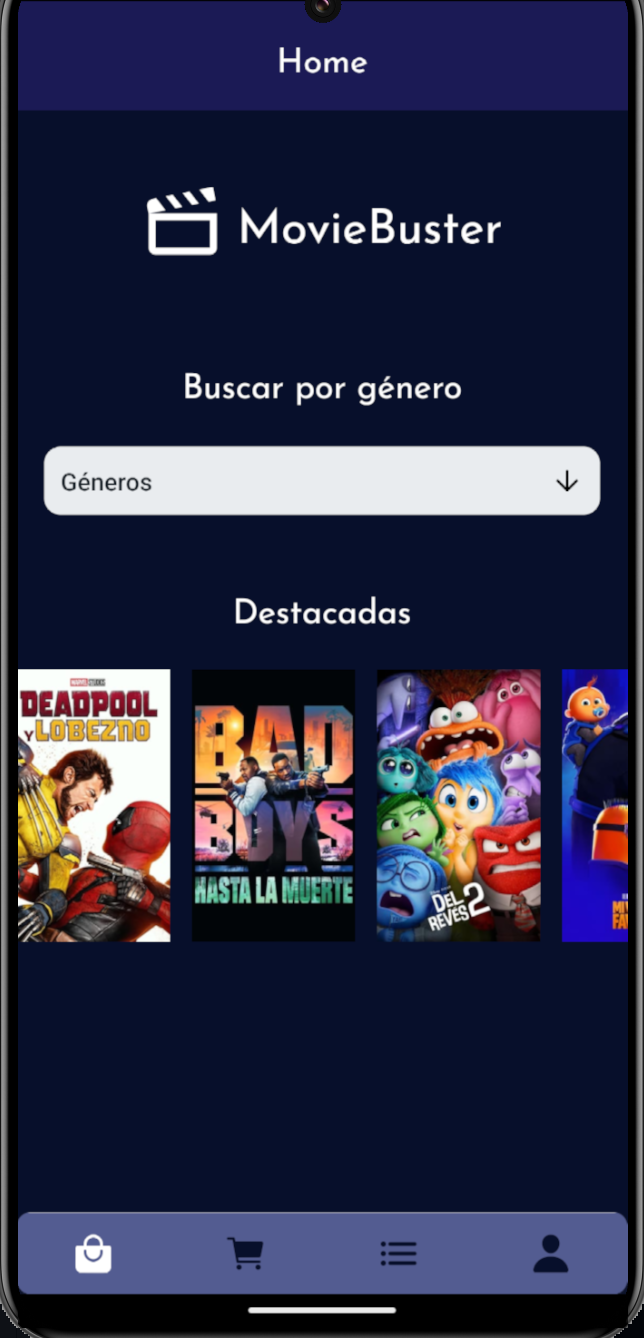 Home
MovieBuster
Buscar por género
Géneros
Destacadas
MARVEL STUDIOS
DEADPOOL
Y LOBEZNO
BAD
BOYS
HASTA LA MUERTE
DEL
REVÉS 2